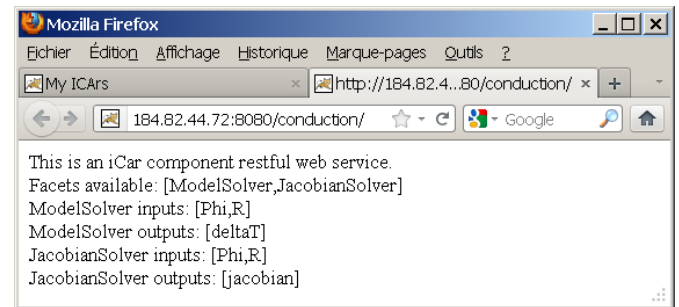 Mozilla Firefox
Fichier Édition Affichage Historique Marque-pages Outils ?
My ICArs × http://184.82.4...80/conduction/ × +
184.82.44.72:8080/conduction/ Google
This is an iCar component restful web service.
Facets available: [ModelSolver,JacobianSolver]
ModelSolver inputs: [Phi,R]
ModelSolver outputs: [deltaT]
JacobianSolver inputs: [Phi,R]
JacobianSolver outputs: [jacobian]